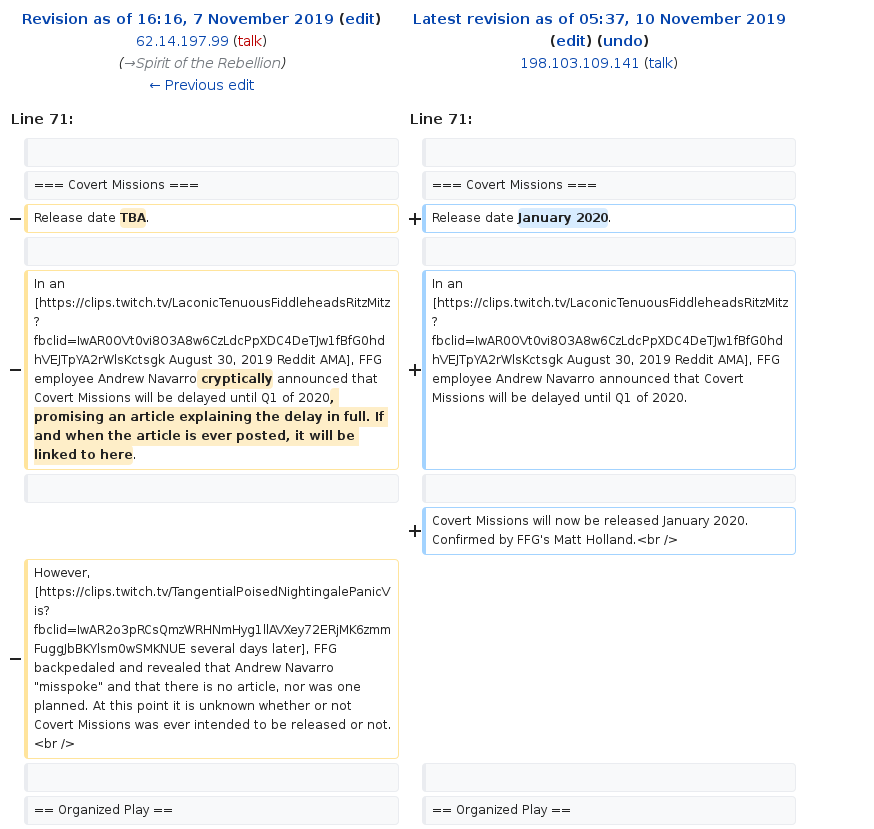 Revision as of 16:16, 7 November 2019 (edit)
62.14.197.99 (talk)
(→Spirit of the Rebellion)
← Previous edit
Latest revision as of 05:37, 10 November 2019
(edit) (undo)
198.103.109.141 (talk)
Line 71:
Line 71:
=== Covert Missions ===
=== Covert Missions ===
− Release date TBA.
+ Release date January 2020.
− In an
[https://clips.twitch.tv/LaconicTenuousFiddleheadsRitzMitz
?
fbclid=IwAR0OVt0vi8O3A8w6CzLdcPpXDC4DeTJw1fBfG0hd
hVEJTpYA2rWlsKctsgk August 30, 2019 Reddit AMA], FFG
employee Andrew Navarro cryptically announced that
Covert Missions will be delayed until Q1 of 2020,
promising an article explaining the delay in full. If
and when the article is ever posted, it will be
linked to here.
+ In an
[https://clips.twitch.tv/LaconicTenuousFiddleheadsRitzMitz
?
fbclid=IwAR0OVt0vi8O3A8w6CzLdcPpXDC4DeTJw1fBfG0hd
hVEJTpYA2rWlsKctsgk August 30, 2019 Reddit AMA], FFG
employee Andrew Navarro announced that Covert
Missions will be delayed until Q1 of 2020.
+ Covert Missions will now be released January 2020.
Confirmed by FFG's Matt Holland.<br />
− However,
[https://clips.twitch.tv/TangentialPoisedNightingalePanicV
is?
fbclid=IwAR2o3pRCsQmzWRHNmHyg1llAVXey72ERjMK6zmm
FuggJbBKYlsm0wSMKNUE several days later], FFG
backpedaled and revealed that Andrew Navarro
"misspoke" and that there is no article, nor was one
planned. At this point it is unknown whether or not
Covert Missions was ever intended to be released or not.
<br />
== Organized Play ==
== Organized Play ==